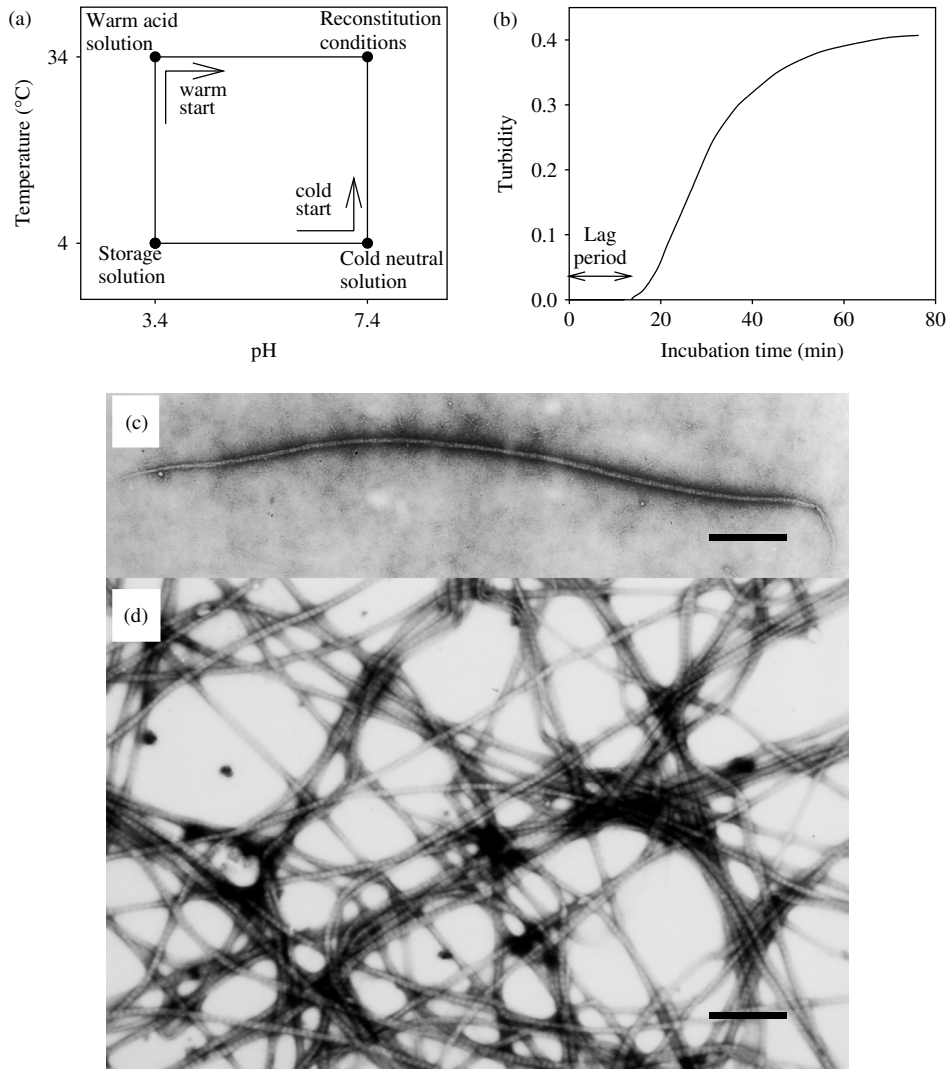 (a)
Warm acid
solution
Reconstitution
conditions
34
warm
start
cold
start
4
Storage
solution
Cold neutral
solution
3.4
7.4
pH
Temperature (°C)
(b)
0.4
0.3
0.2
0.1
0.0
Lag
period
0
20
40
60
80
Turbidity
Incubation time (min)
(c)
(d)